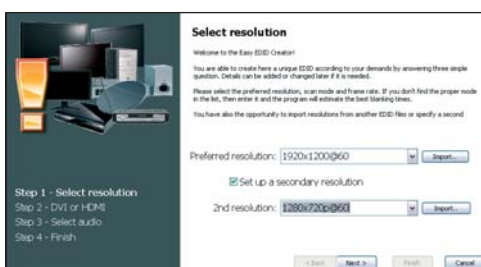 Select resolution
Welcome to the Easy EDID Creator!
You are able to create here a unique EDID according to your demands by answering three simple
question. Details can be added or changed later if it is needed.
Please select the preferred resolution, scan mode and frame rate. If you don't find the proper mode
in the list, then enter it and the program will estimate the best blanking times.
You have also the opportunity to import resolutions from another EDID files or specify a second
Preferred resolution: 1920x1200@60 Import...
Set up a secondary resolution
2nd resolution: 1280x720p@60 Import...
Step 1 - Select resolution
Step 2 - DVI or HDMI
Step 3 - Select audio
Step 4 - Finish
< Back Next > Finish Cancel